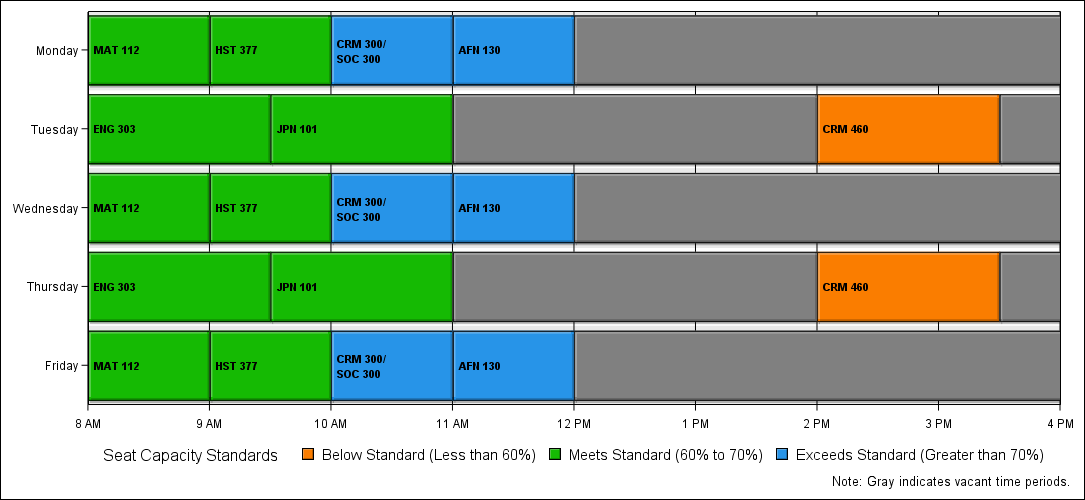 Monday
MAT 112
HST 377
CRM 300/
SOC 300
AFN 130
Tuesday
ENG 303
JPN 101
CRM 460
Wednesday
MAT 112
HST 377
CRM 300/
SOC 300
AFN 130
Thursday
ENG 303
JPN 101
CRM 460
Friday
MAT 112
HST 377
CRM 300/
SOC 300
AFN 130
8 AM 9 AM 10 AM 11 AM 12 PM 1 PM 2 PM 3 PM 4 PM
Seat Capacity Standards Below Standard (Less than 60%) Meets Standard (60% to 70%) Exceeds Standard (Greater than 70%)
Note: Gray indicates vacant time periods.